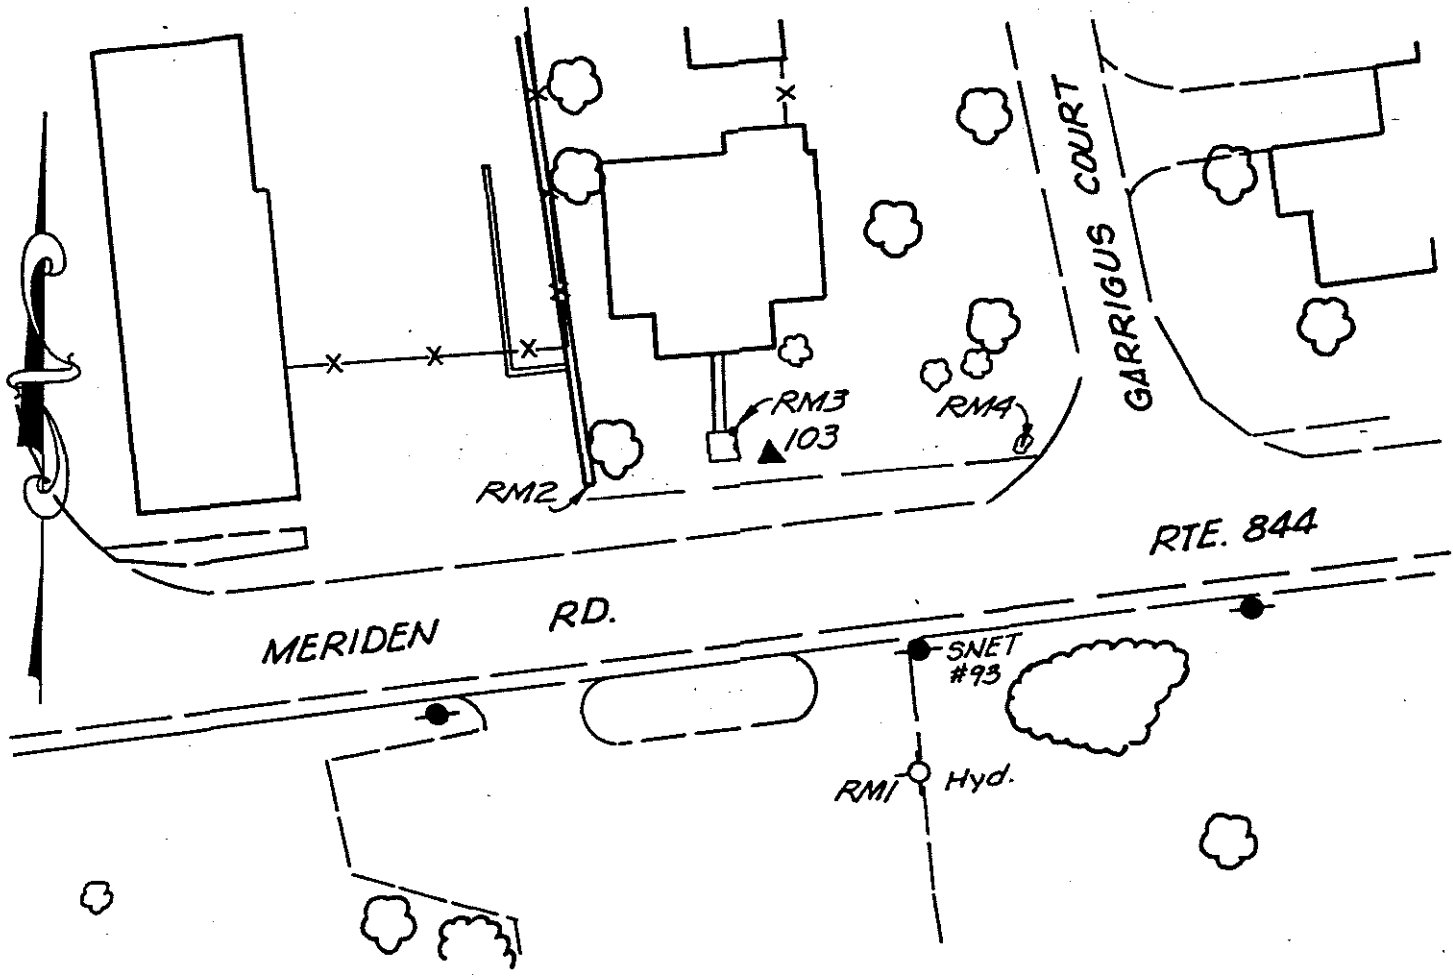 GARRIGUS COURT
RM3
103
RM4
RM2
RTE. 844
MERIDEN RD.
SNET
#93
RM1 Hyd.